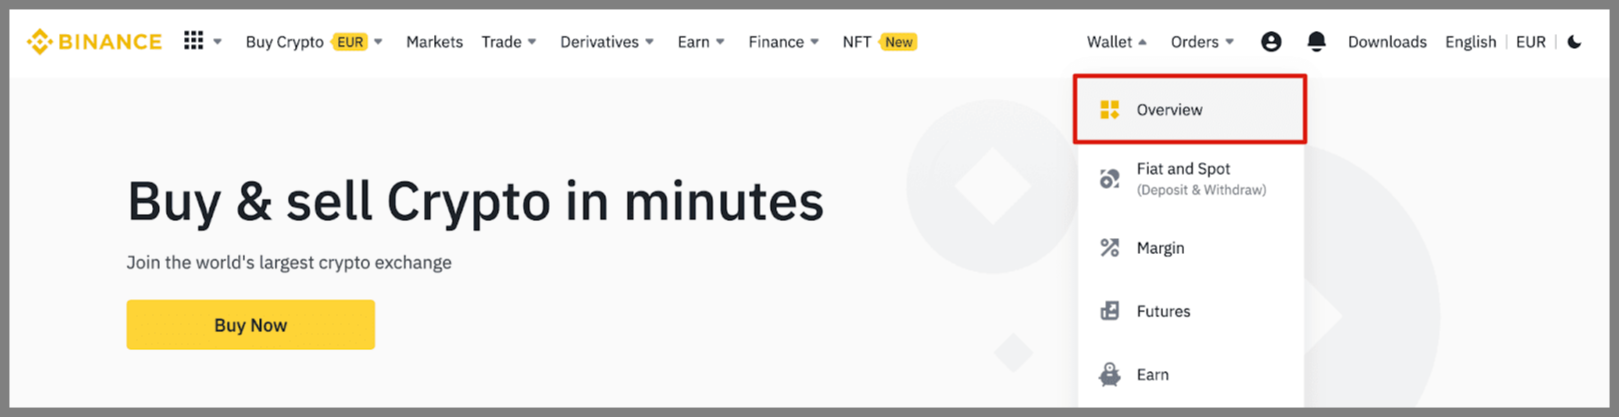 BINANCE Buy Crypto EUR Markets Trade Derivatives Earn Finance NFT New Wallet Orders Downloads English EUR
Overview
Fiat and Spot
(Deposit & Withdraw)
Margin
Futures
Earn
Buy & sell Crypto in minutes
Join the world's largest crypto exchange
Buy Now